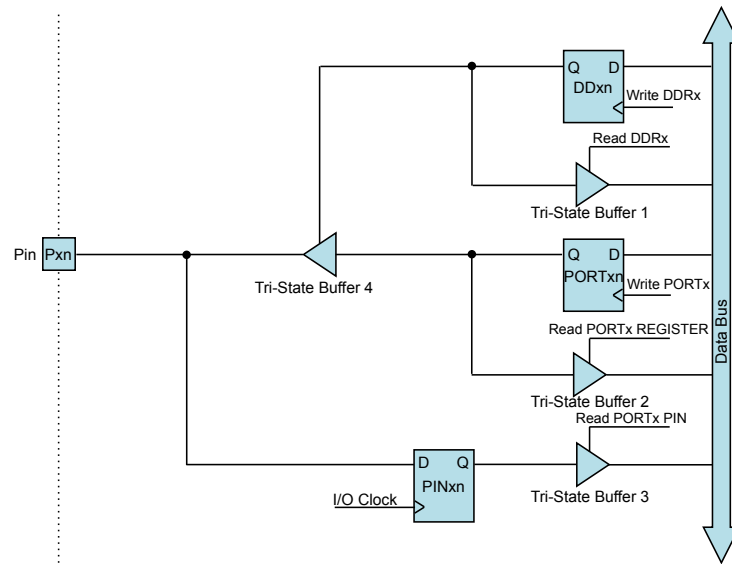 Q D
DDxn
Write DDRx
Read DDRx
Tri-State Buffer 1
Pin Pxn
Tri-State Buffer 4
Q D
PORTxn
Write PORTx
Read PORTx REGISTER
Tri-State Buffer 2
Read PORTx PIN
D Q
PINxn
I/O Clock
Tri-State Buffer 3
Data Bus